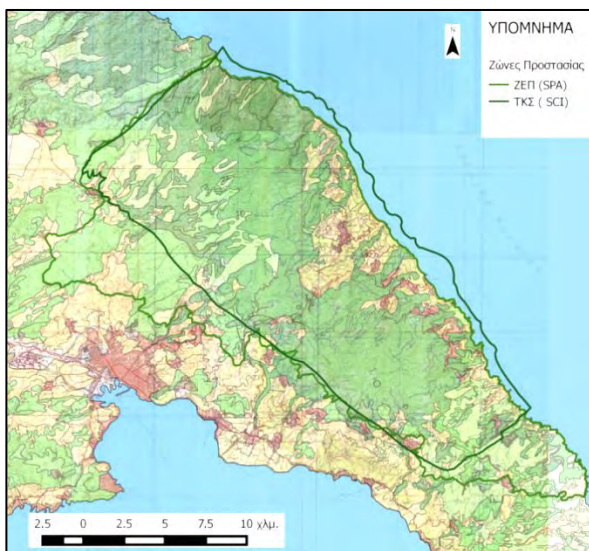 N
ΥΠΟΜΝΗΜΑ
Ζώνες Προστασίας
ΖΕΠ (SPA)
ΤΚΣ ( SCI)
2.5 0 2.5 5 7.5 10 χλμ.